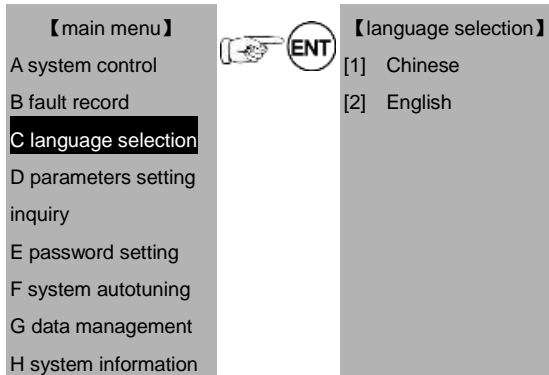 【main menu】
A system control
B fault record
C language selection
D parameters setting
inquiry
E password setting
F system autotuning
G data management
H system information
ENT
【language selection】
[1] Chinese
[2] English